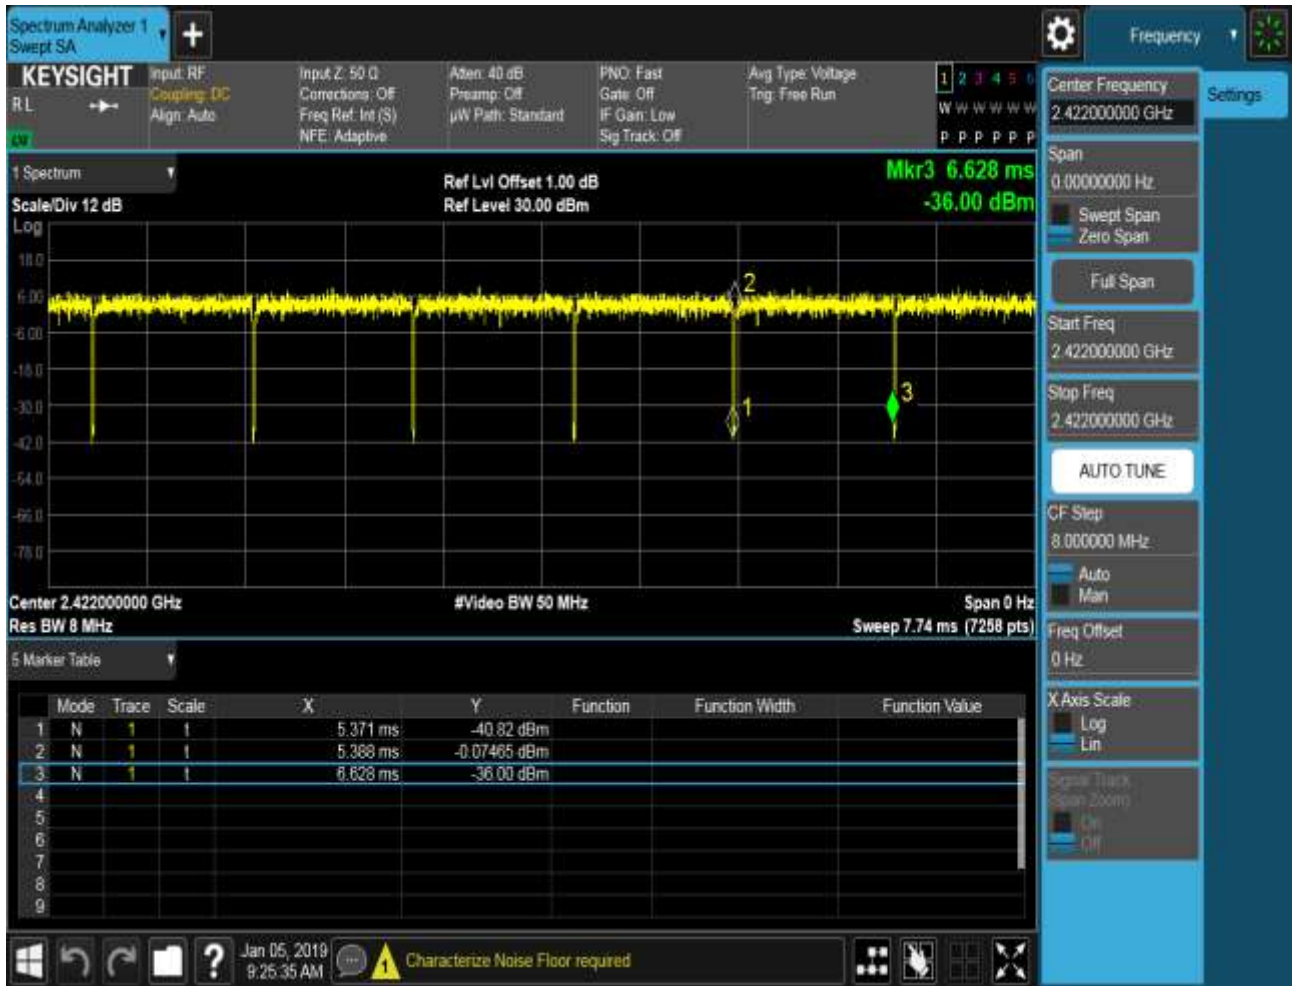 Spectrum Analyzer 1
Swept SA
+
Frequency
KEYSIGHT
RL
Input: RF
Coupling: DC
Align: Auto
Input Z: 50 Ω
Corrections: Off
Freq Ref: Int (S)
NFE: Adaptive
Atten: 40 dB
Preamp: Off
µW Path: Standard
PNO: Fast
Gate: Off
IF Gain: Low
Sig Track: Off
Avg Type: Voltage
Trig: Free Run
1 2 3 4 5 6
W W W W W W
P P P P P P
1 Spectrum
Scale/Div 12 dB
Ref Lvl Offset 1.00 dB
Ref Level 30.00 dBm
Mkr3 6.628 ms
-36.00 dBm
Log
18.0
6.00
-6.00
-18.0
-30.0
-42.0
-54.0
-66.0
-78.0
2
1
3
Center 2.422000000 GHz
#Video BW 50 MHz
Span 0 Hz
Res BW 8 MHz
Sweep 7.74 ms (7258 pts)
5 Marker Table
Mode Trace Scale X Y Function Function Width Function Value
1 N 1 t 5.371 ms -40.82 dBm
2 N 1 t 5.388 ms -0.07465 dBm
3 N 1 t 6.628 ms -36.00 dBm
4
5
6
7
8
9
Center Frequency
2.422000000 GHz
Settings
Span
0.00000000 Hz
Swept Span
Zero Span
Full Span
Start Freq
2.422000000 GHz
Stop Freq
2.422000000 GHz
AUTO TUNE
CF Step
8.000000 MHz
Auto
Man
Freq Offset
0 Hz
X Axis Scale
Log
Lin
Signal Track
(Span Zoom)
On
Off
?
Jan 05, 2019
9:25:35 AM
Characterize Noise Floor required